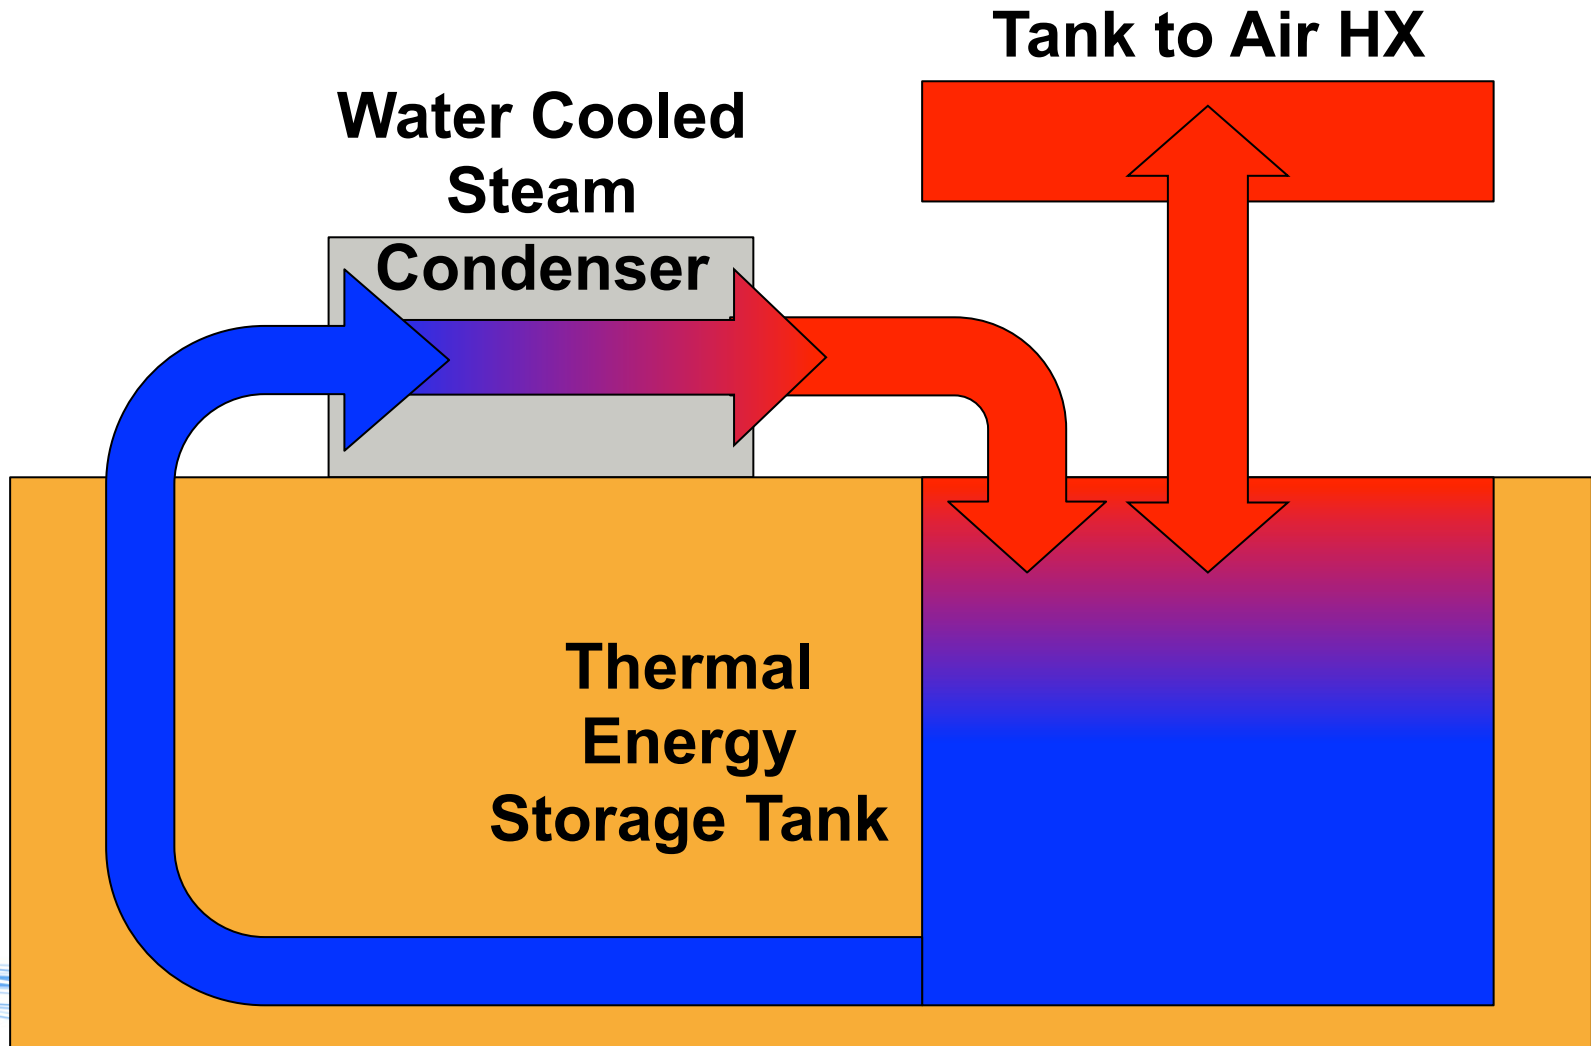 Tank to Air HX
Water Cooled
Steam
Condenser
Thermal
Energy
Storage Tank